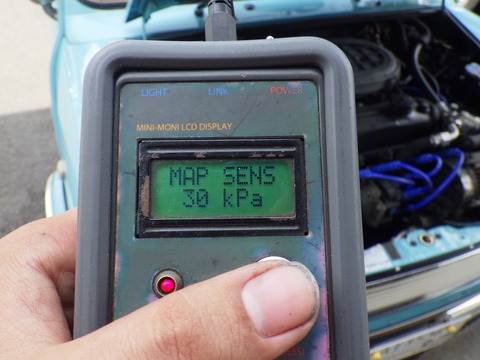 LIGHT LINK POWER
MINI-MONI LCD DISPLAY
MAP SENS
30 kPa